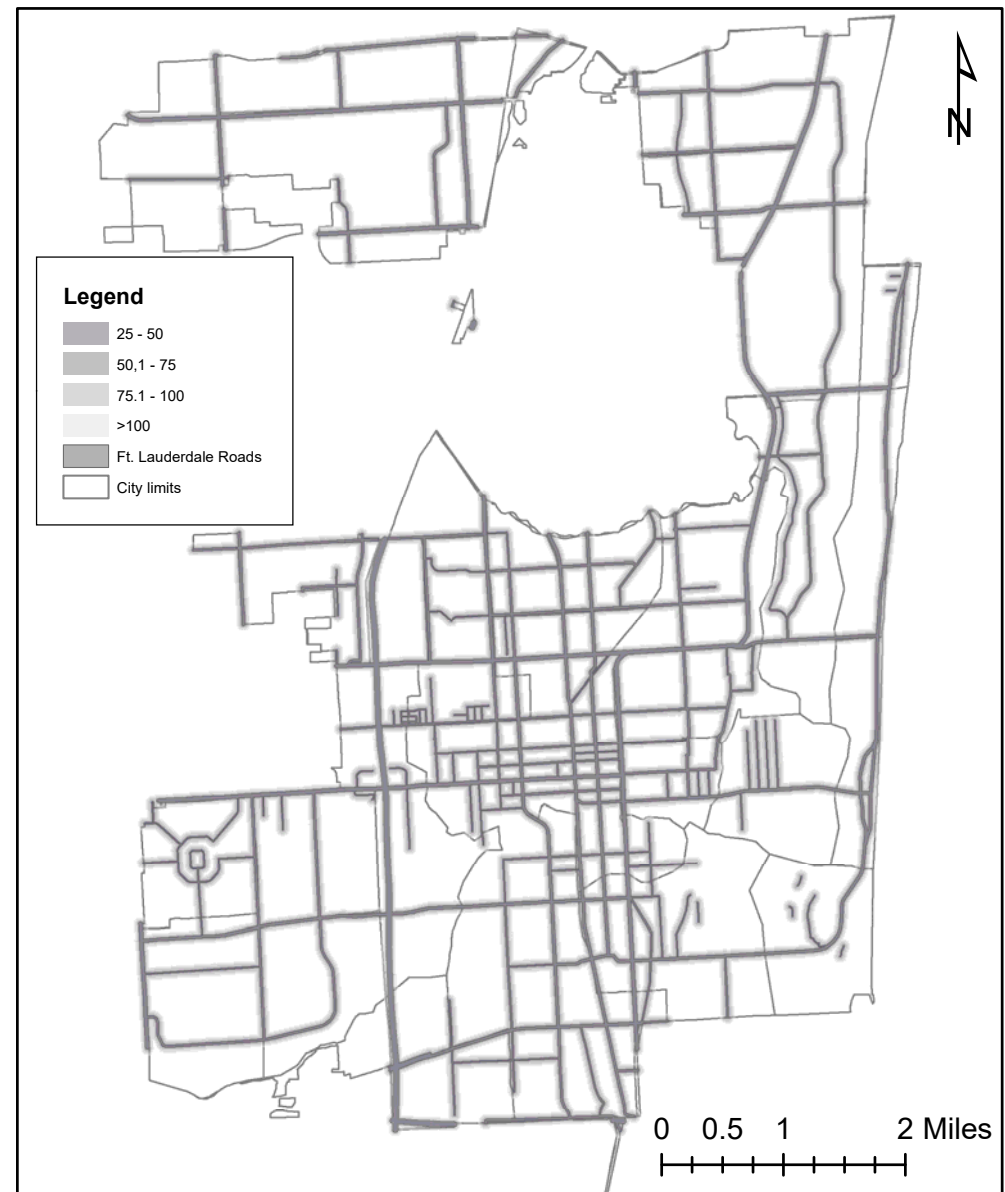 N
Legend
25 - 50
50,1 - 75
75.1 - 100
>100
Ft. Lauderdale Roads
City limits
0 0.5 1 2 Miles